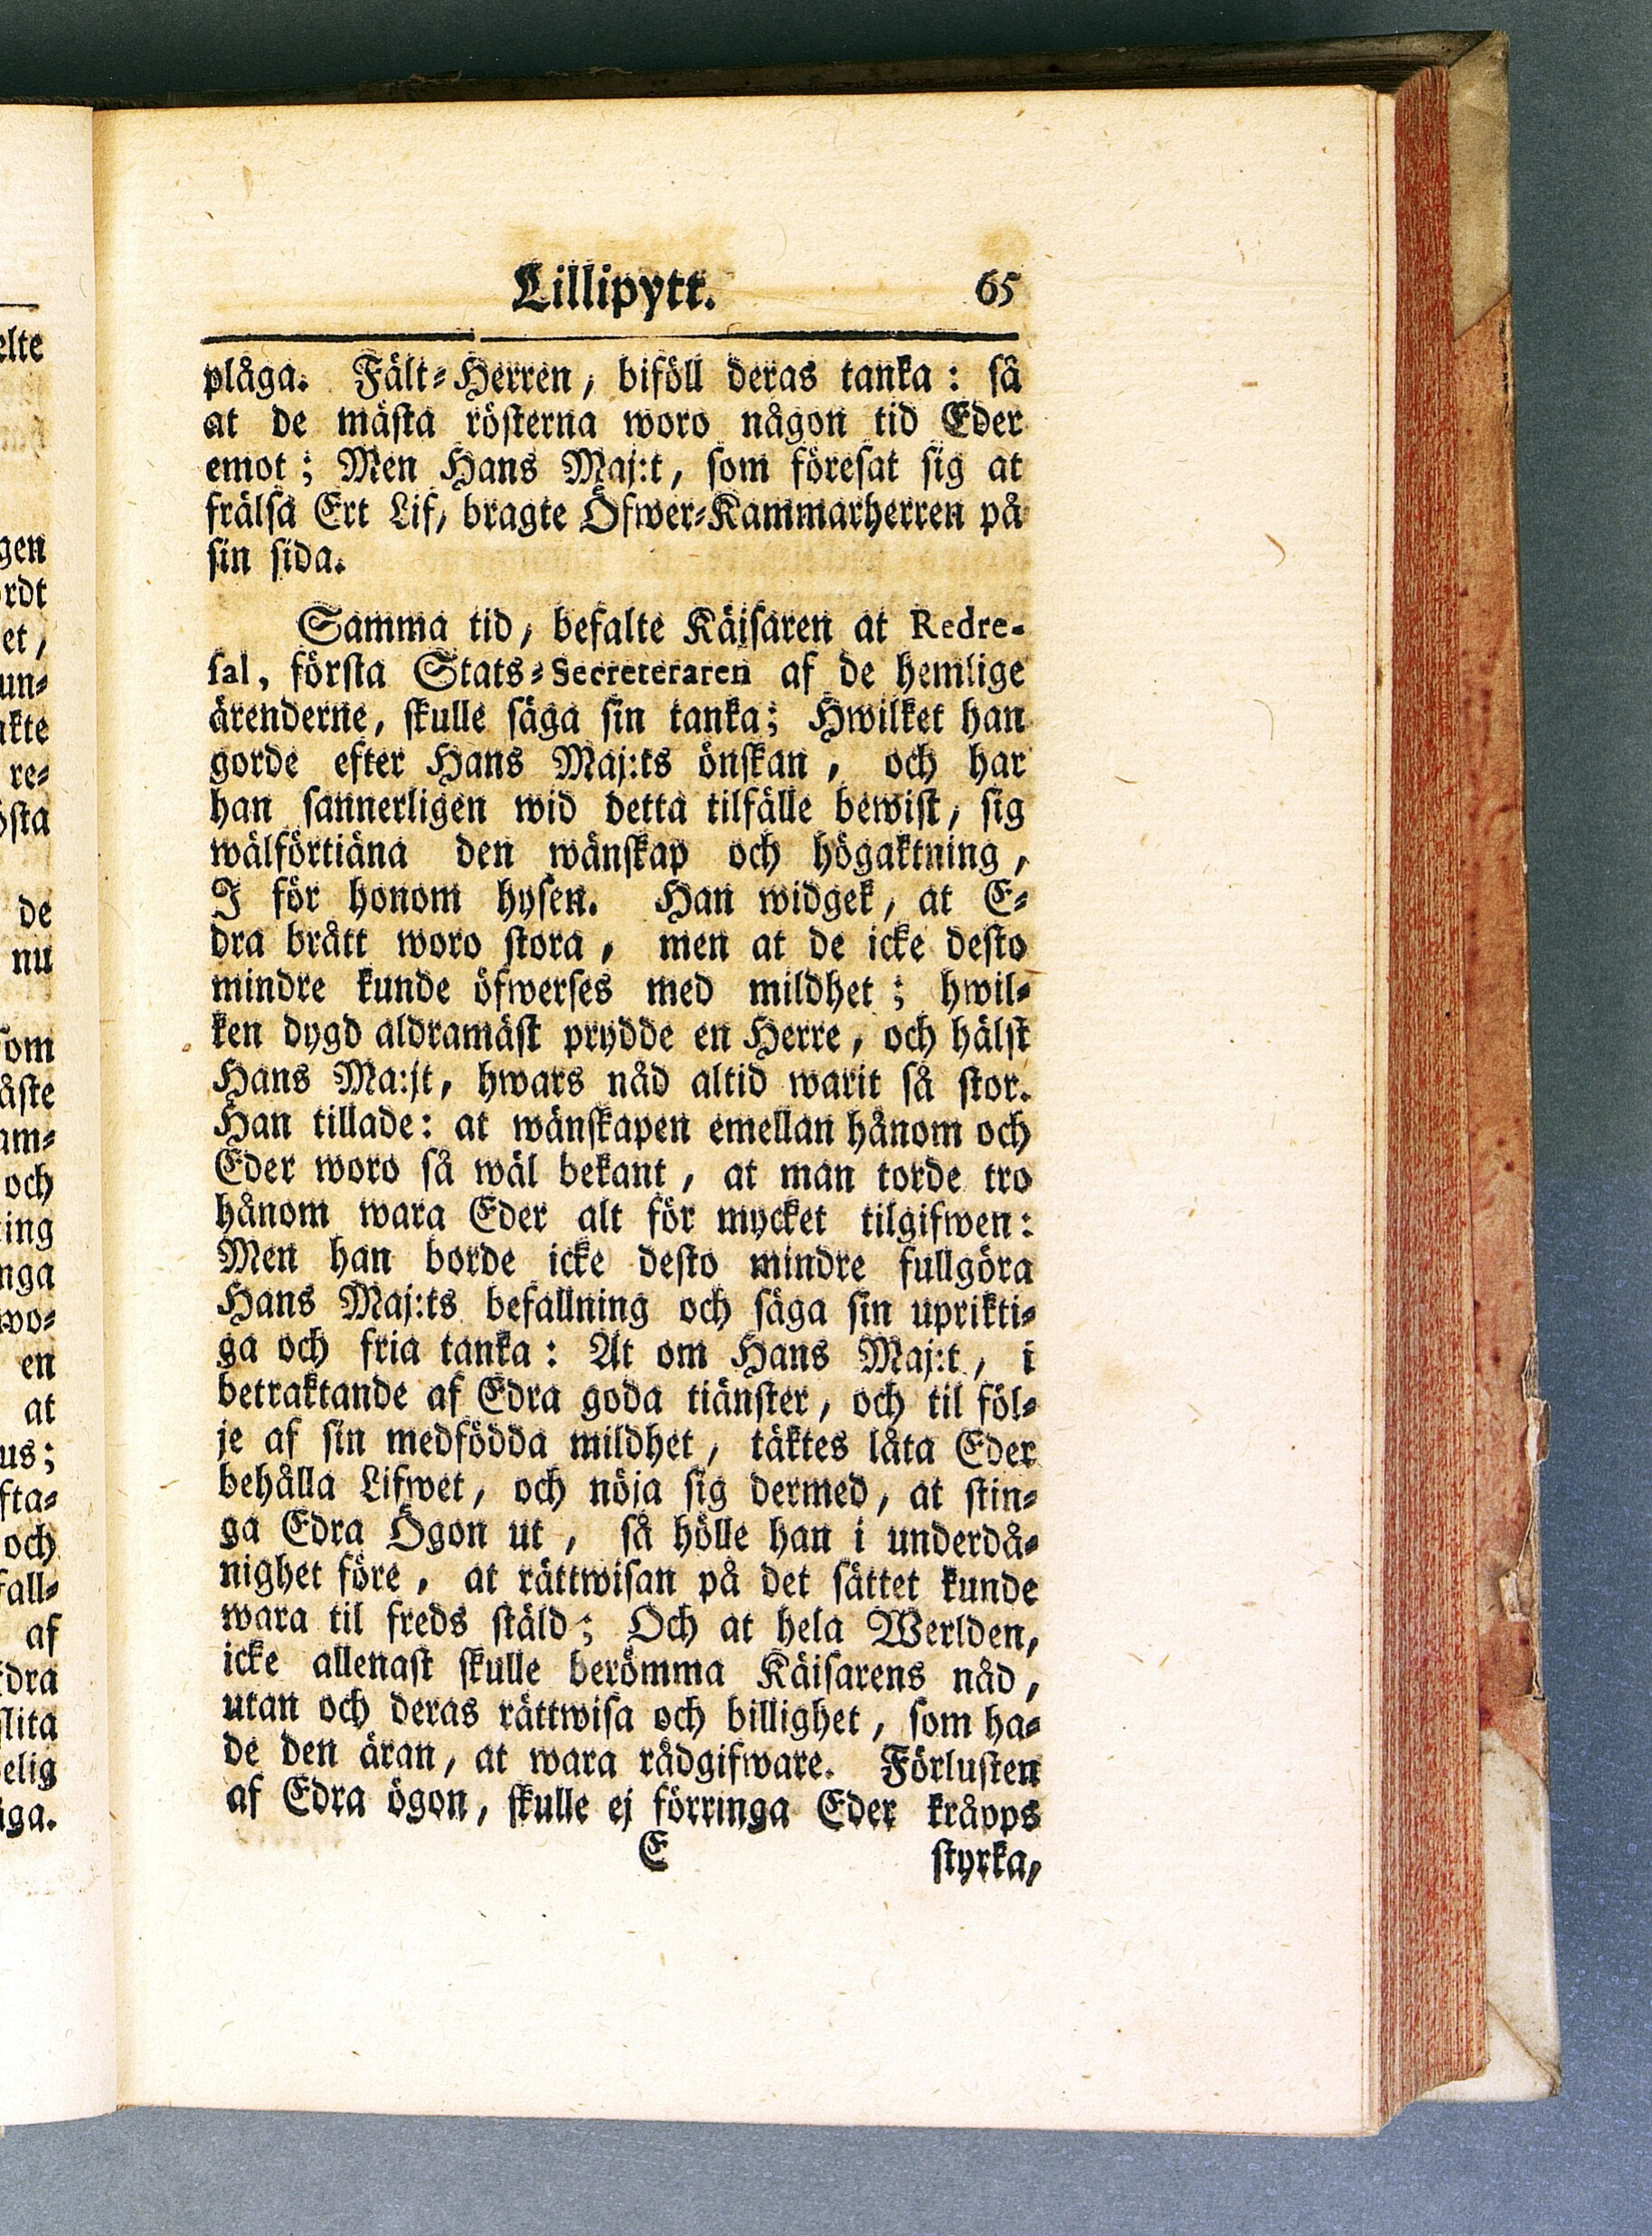 Lillipytt. 65
plåga. Fält-Herren, biföll deras tanka: så
at de mästa rösterna woro någon tid Eder
emot; Men Hans Maj:t, som föresat sig at
frälsa Ert Lif, bragte Öfwer-Kammarherren på
sin sida.
Samma tid, befalte Käisaren at Redre-
sal, första Stats-Secreteraren af de hemlige
ärenderne, skulle säga sin tanka; Hwilket han
gorde efter Hans Maj:ts önskan, och har
han sannerligen wid detta tilfälle bewist, sig
wälförtiäna den wänskap och högaktning,
I för honom hysen. Han widgek, at E-
dra brått woro stora, men at de icke desto
mindre kunde öfwerses med mildhet; hwil-
ken dygd aldramäst prydde en Herre, och hälst
Hans Ma:jt, hwars nåd altid warit så stor.
Han tillade: at wänskapen emellan hånom och
Eder woro så wäl bekant, at man torde tro
hånom wara Eder alt för mycket tilgifwen:
Men han borde icke desto mindre fullgöra
Hans Maj:ts befallning och säga sin uprikti-
ga och fria tanka: At om Hans Maj:t, i
betraktande af Edra goda tiänster, och til föl-
je af sin medfödda mildhet, täktes låta Eder
behålla Lifwet, och nöja sig dermed, at stin-
ga Edra Ögon ut, så hölle han i underdå-
nighet före, at rättwisan på det sättet kunde
wara til freds stäld; Och at hela Werlden,
icke allenast skulle berömma Käisarens nåd,
utan och deras rättwisa och billighet, som ha-
de den äran, at wara rådgifware. Förlusten
af Edra ögon, skulle ej förringa Eder kråpps
E styrka,